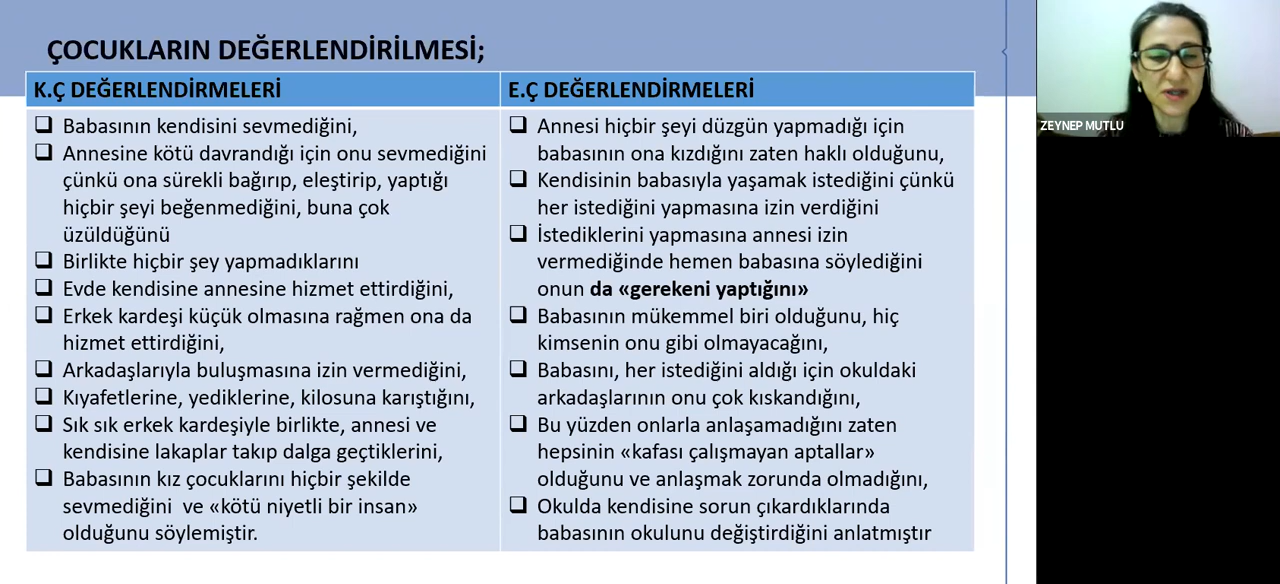 ÇOCUKLARIN DEĞERLENDİRİLMESİ;
K.Ç DEĞERLENDİRMELERİ
Babasının kendisini sevmediğini,
Annesine kötü davrandığı için onu sevmediğini
çünkü ona sürekli bağırıp, eleştirip, yaptığı
hiçbir şeyi beğenmediğini, buna çok
üzüldüğünü
Birlikte hiçbir şey yapmadıklarını
Evde kendisine annesine hizmet ettirdiğini,
Erkek kardeşi küçük olmasına rağmen ona da
hizmet ettirdiğini,
Arkadaşlarıyla buluşmasına izin vermediğini,
Kıyafetlerine, yediklerine, kilosuna karıştığını,
Sık sık erkek kardeşiyle birlikte, annesi ve
kendisine lakaplar takıp dalga geçtiklerini,
Babasının kız çocuklarını hiçbir şekilde
sevmediğini ve «kötü niyetli bir insan»
olduğunu söylemiştir.
E.Ç DEĞERLENDİRMELERİ
Annesi hiçbir şeyi düzgün yapmadığı için
babasının ona kızdığını zaten haklı olduğunu,
Kendisinin babasıyla yaşamak istediğini çünkü
her istediğini yapmasına izin verdiğini
İstediklerini yapmasına annesi izin
vermediğinde hemen babasına söylediğini
onun da «gerekeni yaptığını»
Babasının mükemmel biri olduğunu, hiç
kimsenin onu gibi olmayacağını,
Babasını, her istediğini aldığı için okuldaki
arkadaşlarının onu çok kıskandığını,
Bu yüzden onlarla anlaşamadığını zaten
hepsinin «kafası çalışmayan aptallar»
olduğunu ve anlaşmak zorunda olmadığını,
Okulda kendisine sorun çıkardıklarında
babasının okulunu değiştirdiğini anlatmıştır
ZEYNEP MUTLU